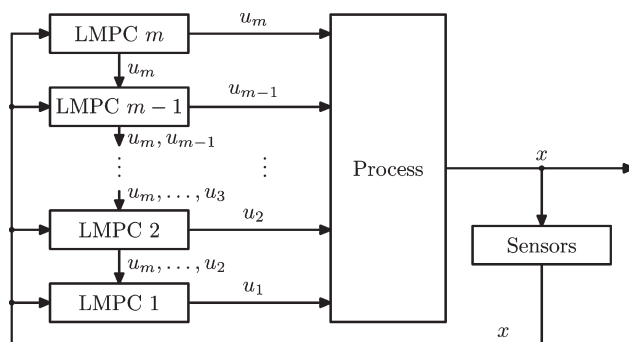 LMPC m
u_m
u_m
LMPC m − 1
u_{m−1}
u_m, u_{m−1}
⋮ ⋮
Process
x
u_m, . . . , u_3
LMPC 2
u_2
Sensors
u_m, . . . , u_2
LMPC 1
u_1
x